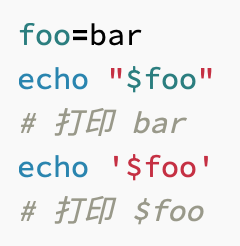 foo=bar
echo "$foo"
# 打印 bar
echo '$foo'
# 打印 $foo